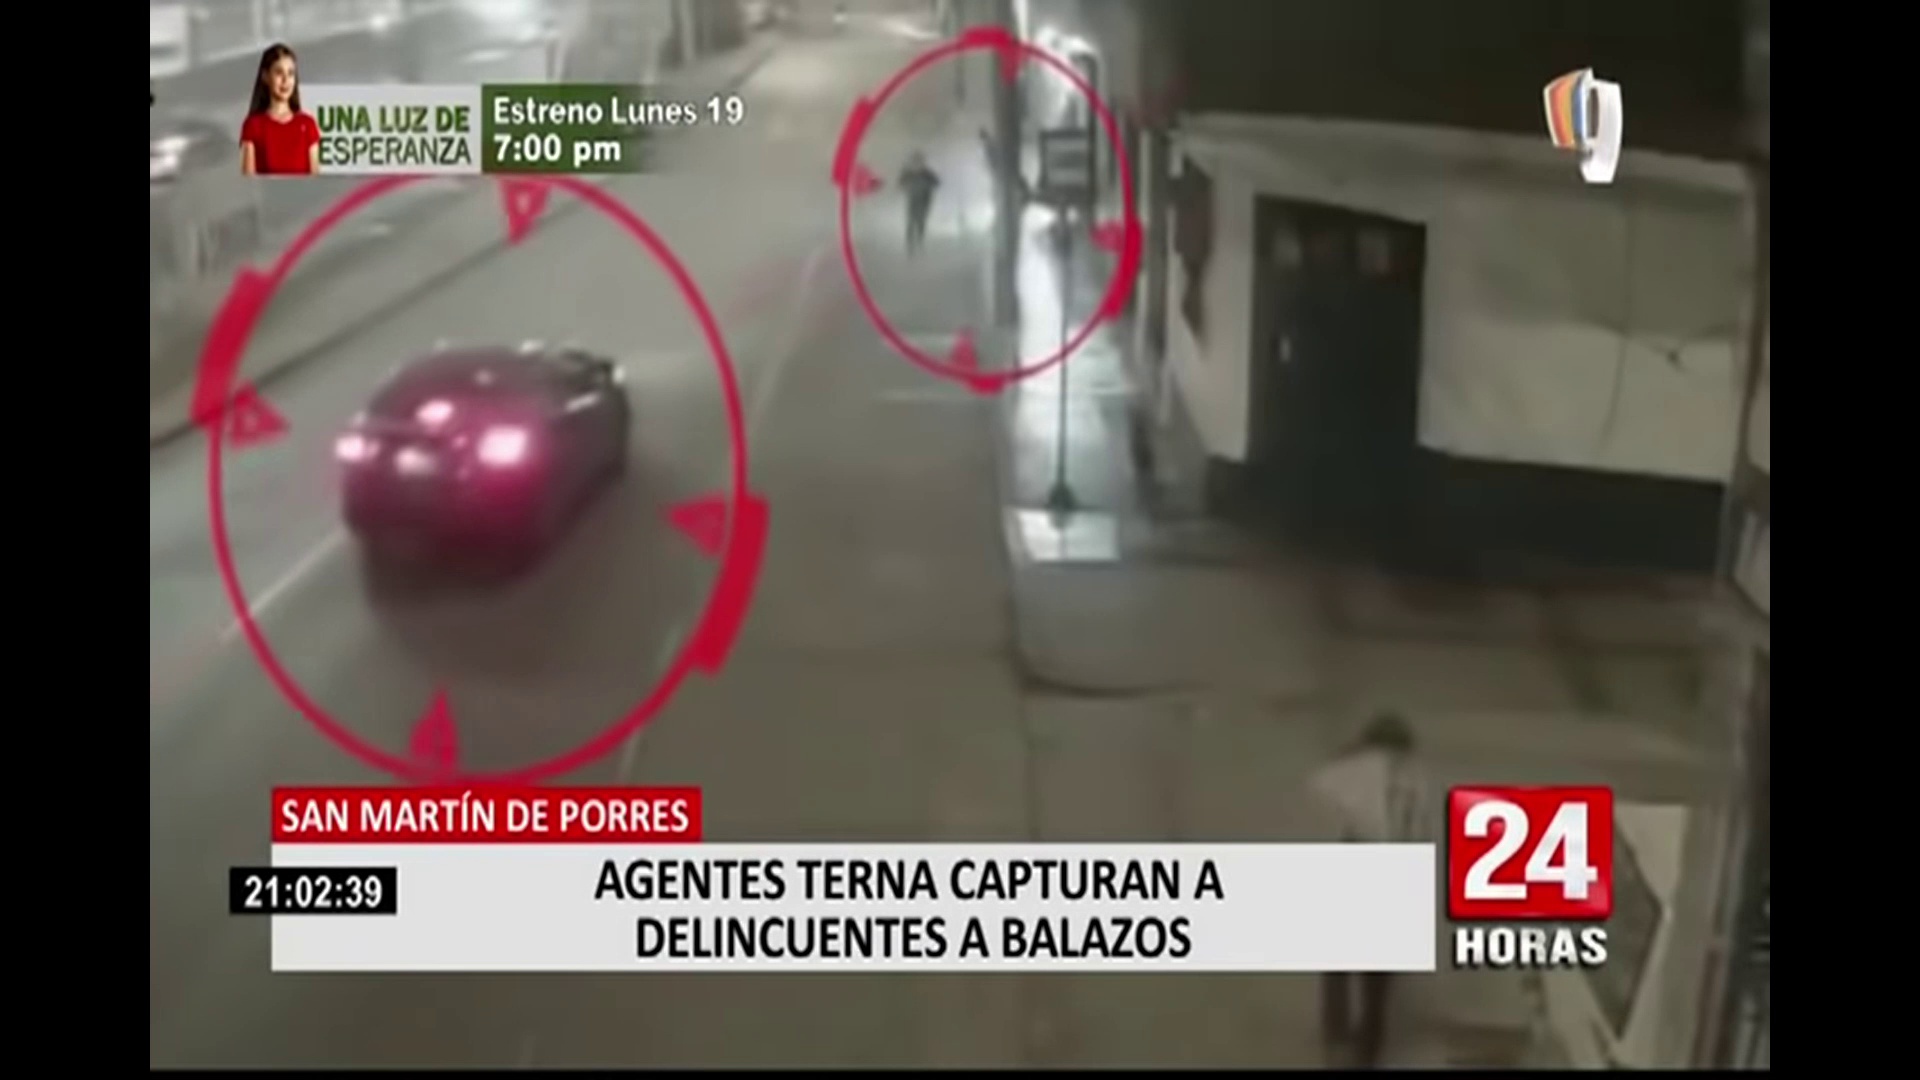 UNA LUZ DE
ESPERANZA
Estreno Lunes 19
7:00 pm
9
SAN MARTÍN DE PORRES
21:02:39
AGENTES TERNA CAPTURAN A
DELINCUENTES A BALAZOS
24
HORAS